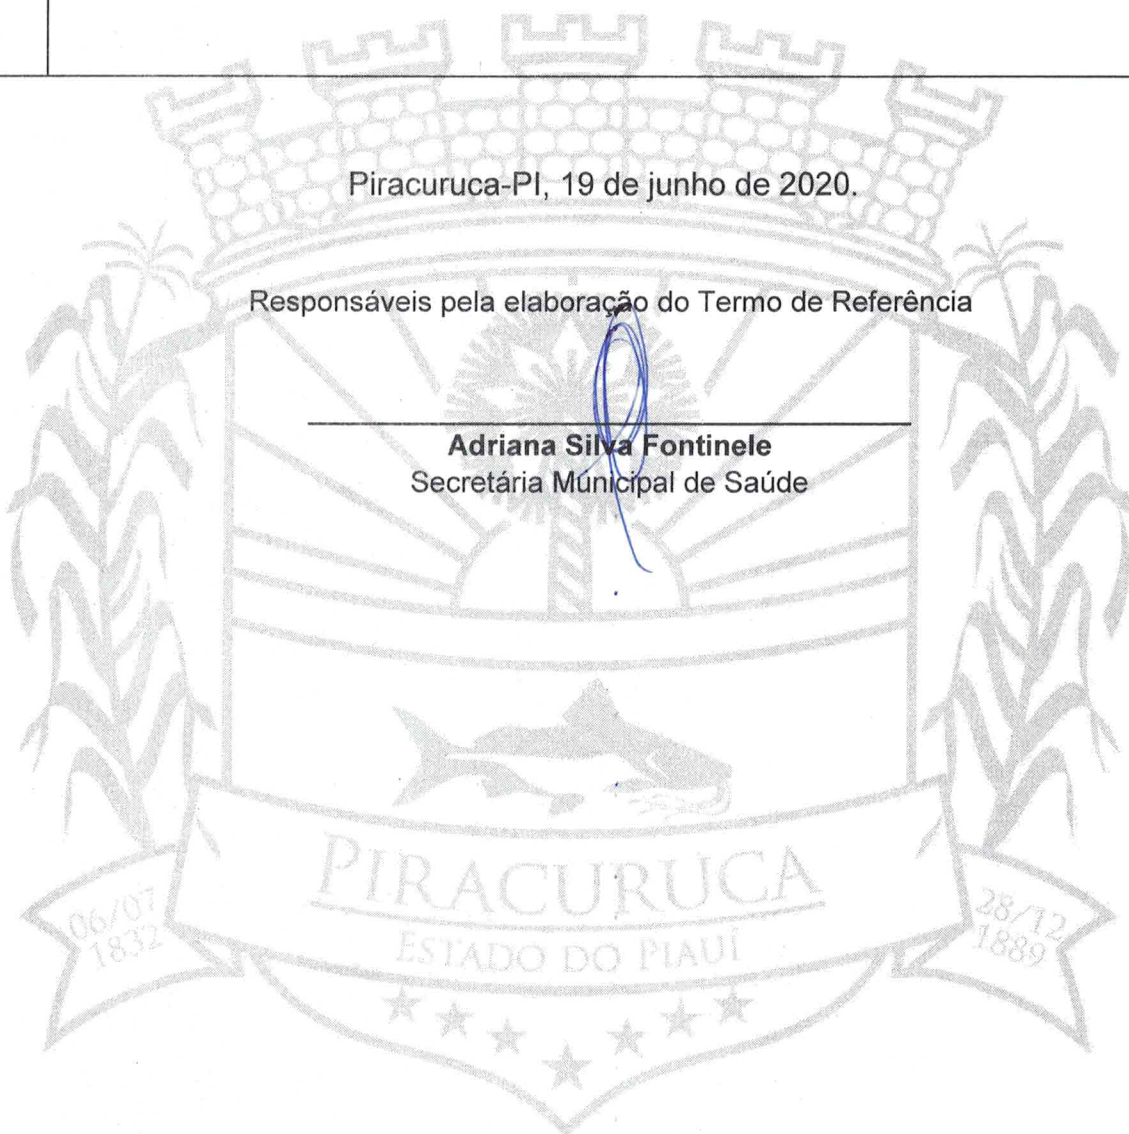 Piracuruca-PI, 19 de junho de 2020.
Responsáveis pela elaboração do Termo de Referência
Adriana Silva Fontinele
Secretária Municipal de Saúde
PIRACURUCA
06/07
1832
28/12
1889
ESTADO DO PIAUÍ